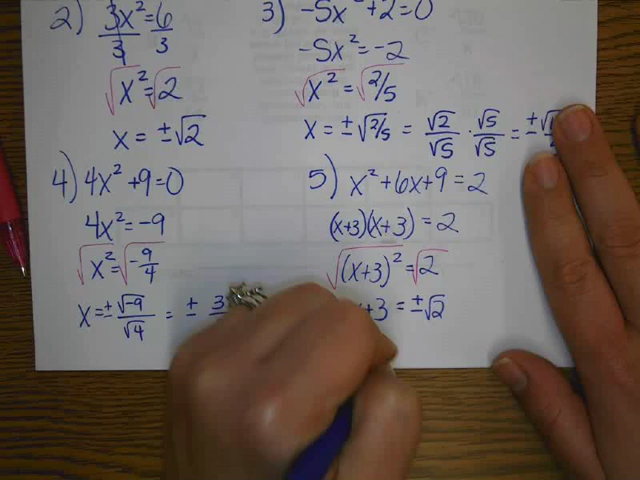 2) 3x² = 6
3 3
√x² = √2
x = ±√2
3) -5x² + 2 = 0
-5x² = -2
√x² = √2/5
x = ±√2/5 = √2/√5 · √5/√5 = ±√
4) 4x² + 9 = 0
4x² = -9
√x² = √-9/4
x = ±√-9/√4 = ± 3
5) x² + 6x + 9 = 2
(x+3)(x+3) = 2
√(x+3)² = √2
+3 = ±√2